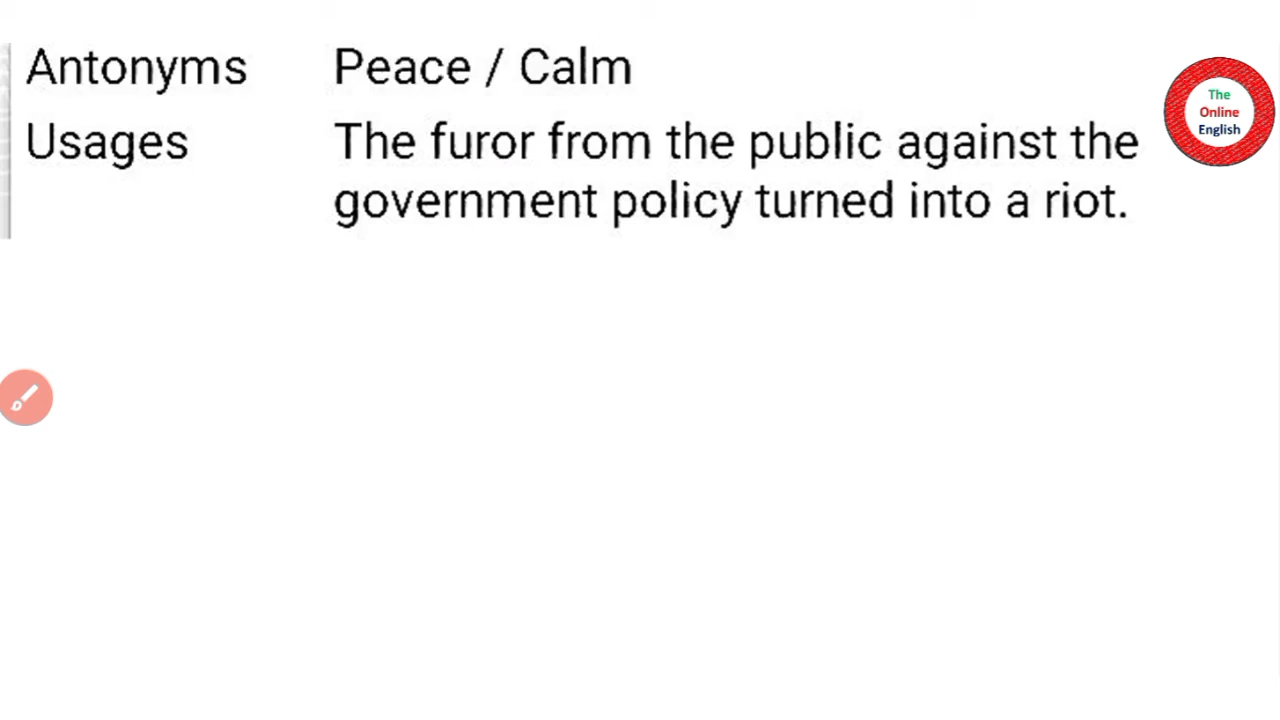 Antonyms Peace / Calm
Usages The furor from the public against the
government policy turned into a riot.
The
Online
English